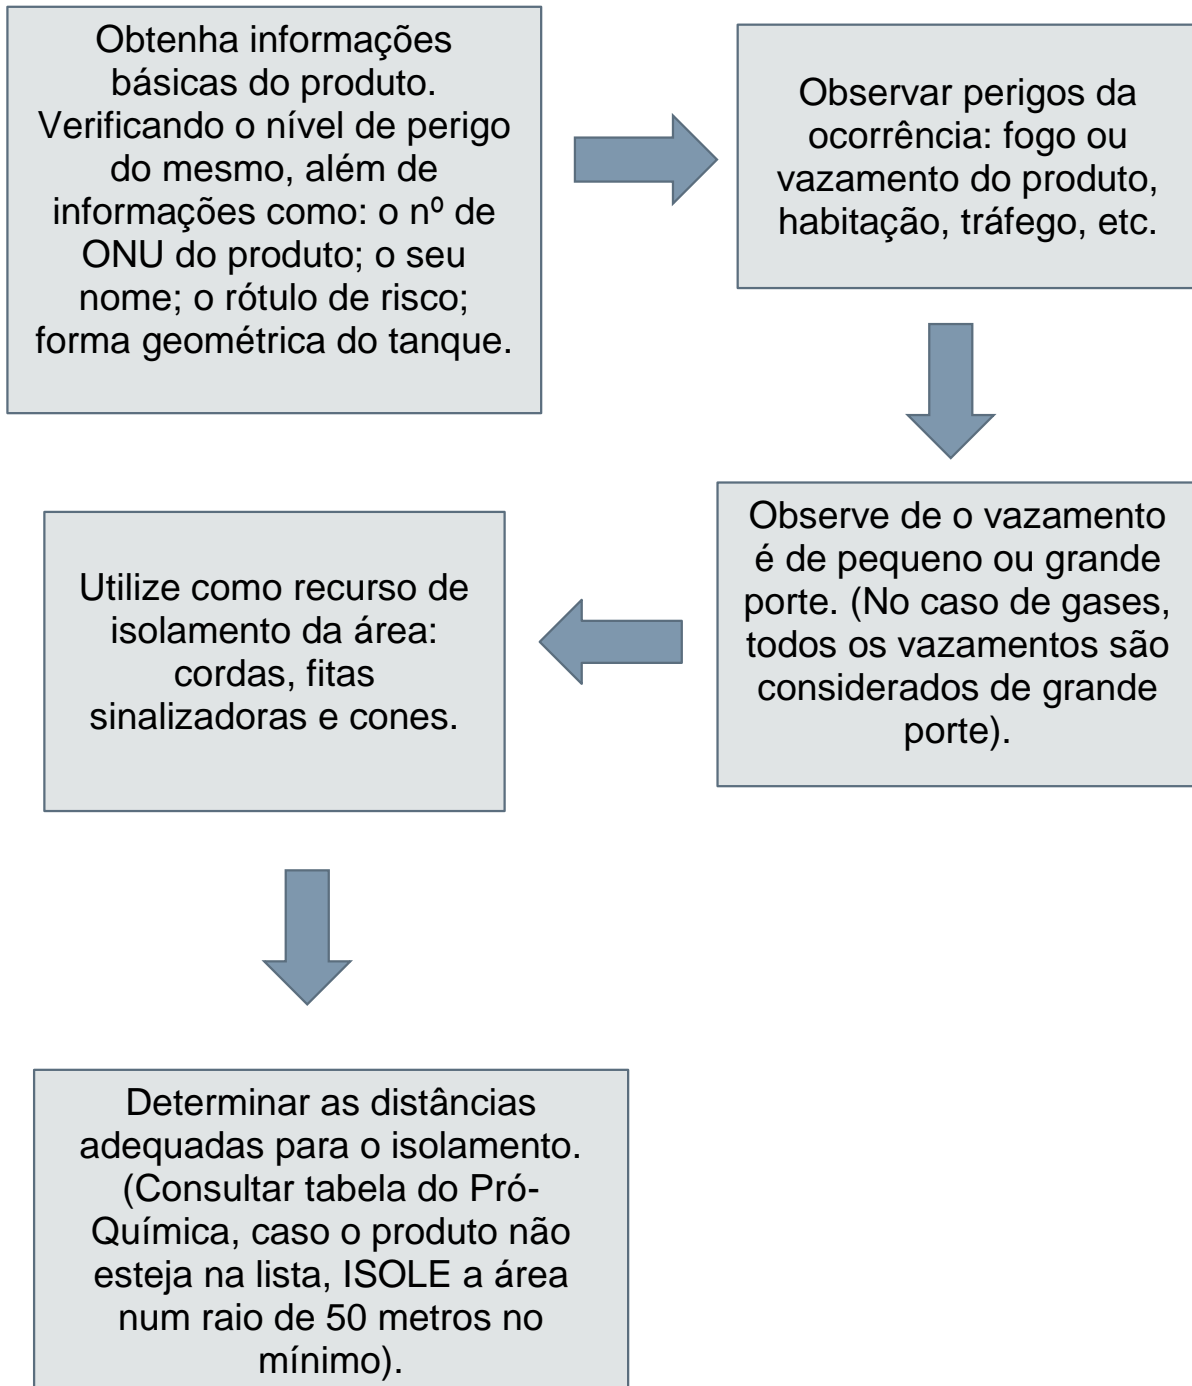 Obtenha informações
básicas do produto.
Verificando o nível de perigo
do mesmo, além de
informações como: o nº de
ONU do produto; o seu
nome; o rótulo de risco;
forma geométrica do tanque.
Observar perigos da
ocorrência: fogo ou
vazamento do produto,
habitação, tráfego, etc.
Observe de o vazamento
é de pequeno ou grande
porte. (No caso de gases,
todos os vazamentos são
considerados de grande
porte).
Utilize como recurso de
isolamento da área:
cordas, fitas
sinalizadoras e cones.
Determinar as distâncias
adequadas para o isolamento.
(Consultar tabela do Pró-
Química, caso o produto não
esteja na lista, ISOLE a área
num raio de 50 metros no
mínimo).